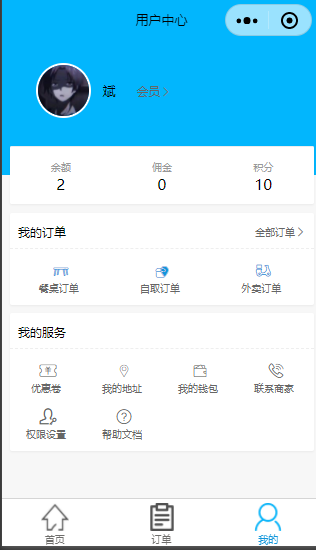 用户中心
斌 会员
余额 佣金 积分
2 0 10
我的订单 全部订单
餐桌订单 自取订单 外卖订单
我的服务
优惠卷 我的地址 我的钱包 联系商家
权限设置 帮助文档
首页 订单 我的